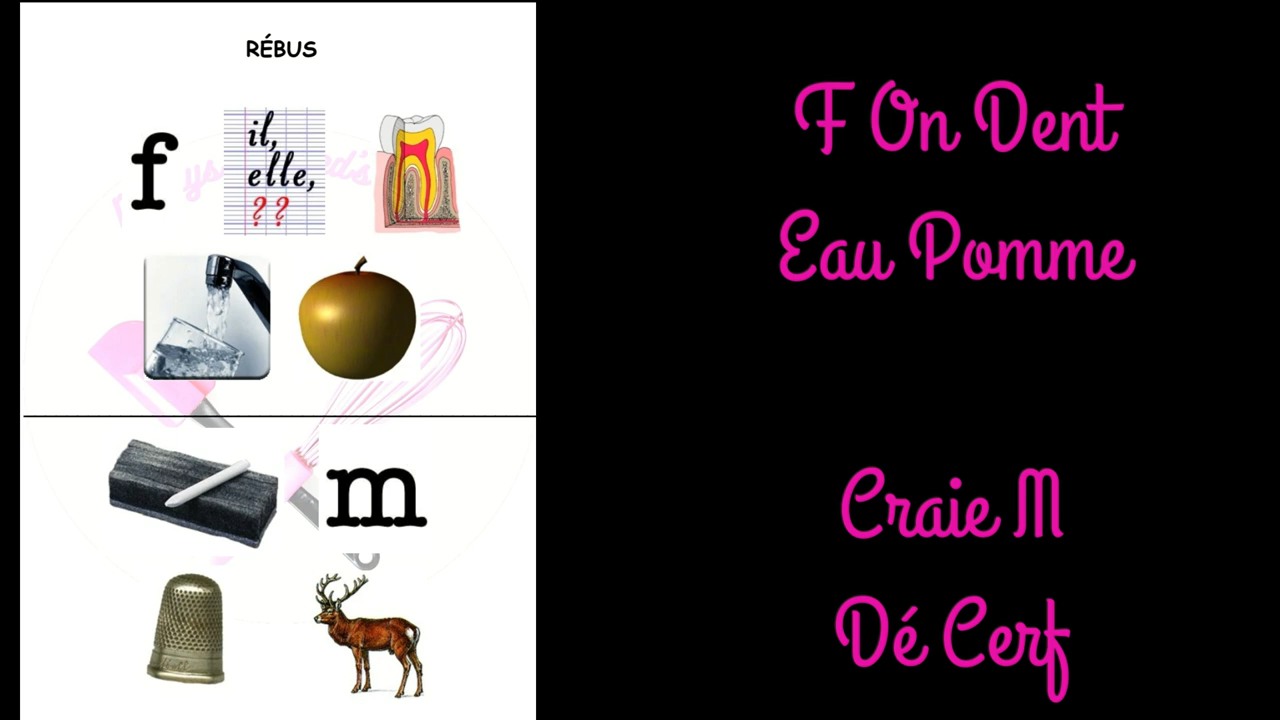 RÉBUS
f
il,
elle,
??
m
F On Dent
Eau Pomme
Craie M
Dé Cerf